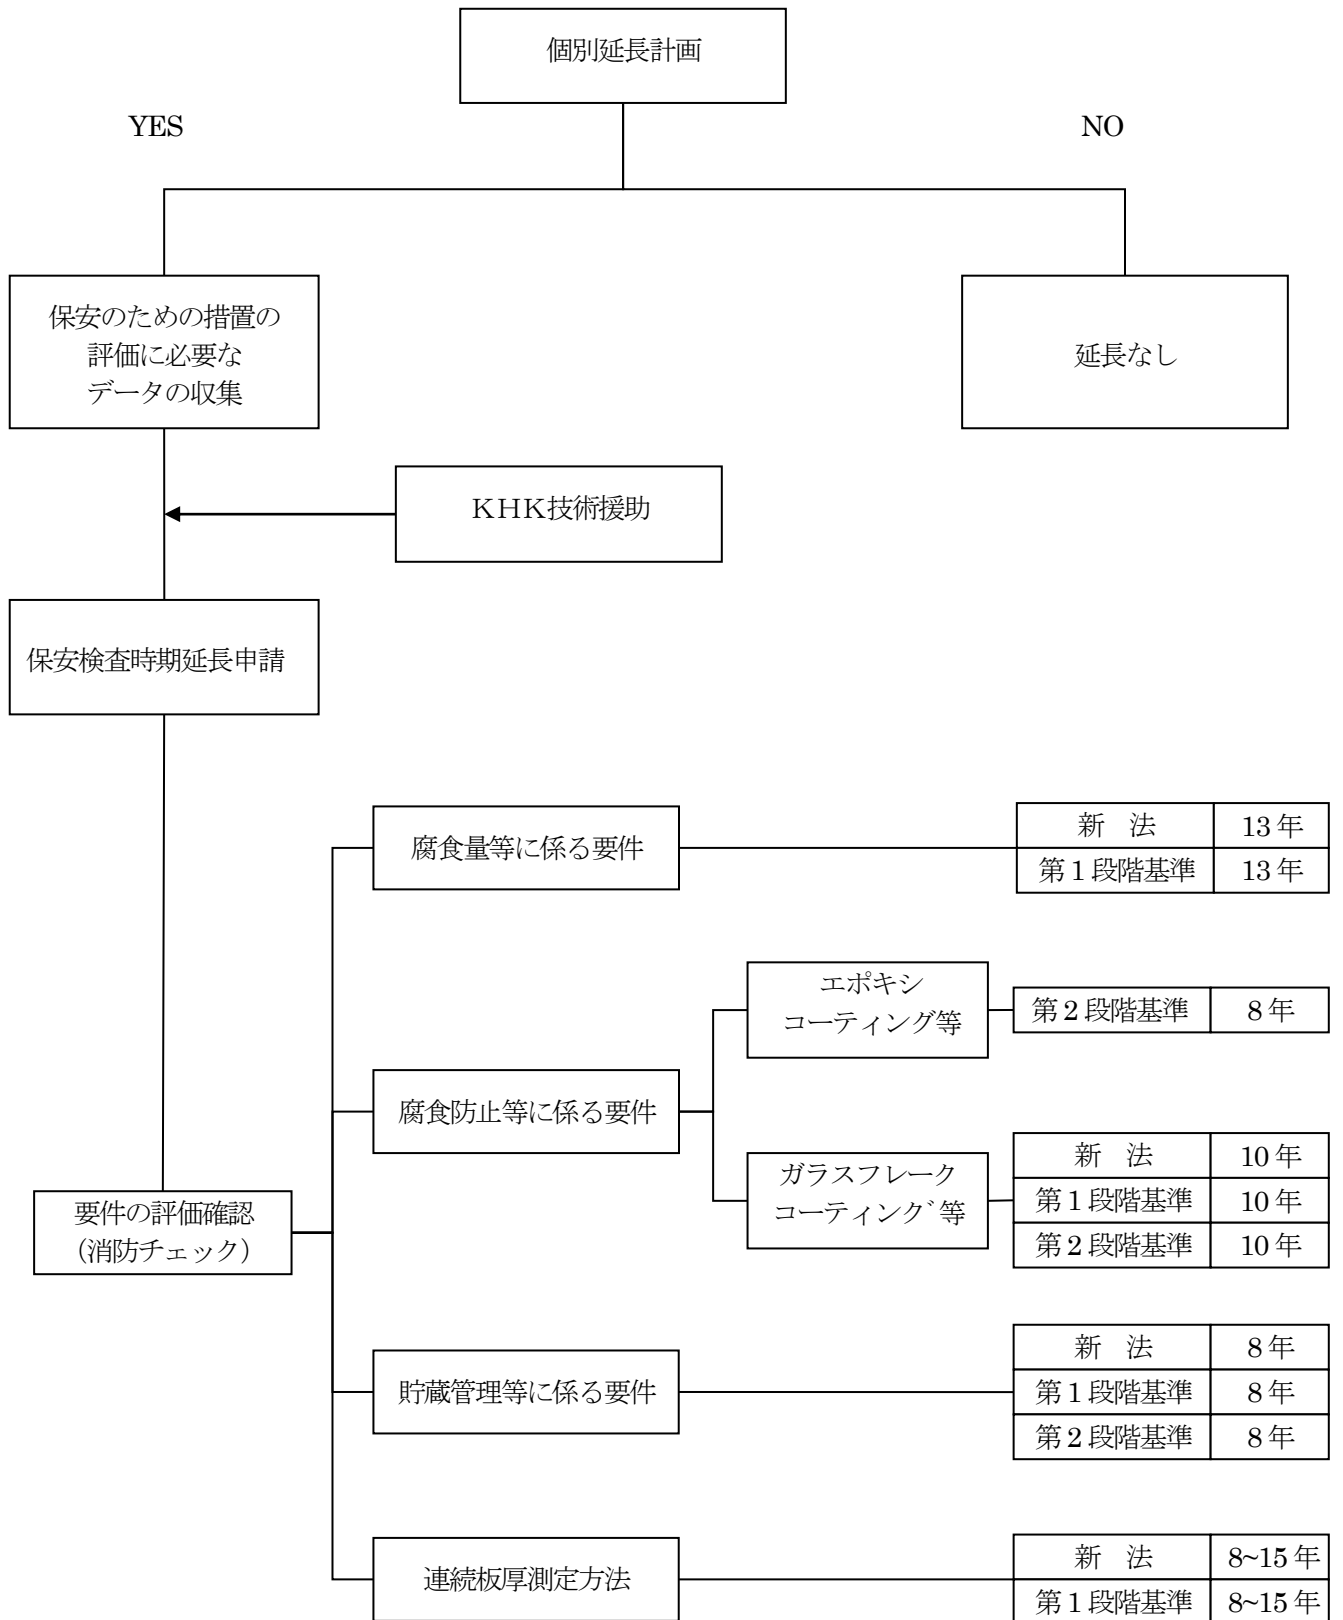 個別延長計画
YES
NO
保安のための措置の
評価に必要な
データの収集
延長なし
ＫＨＫ技術援助
保安検査時期延長申請
腐食量等に係る要件
新　法 13年
第１段階基準 13年
エポキシ
コーティング等
第２段階基準 8年
腐食防止等に係る要件
ガラスフレーク
コーティング゛等
新　法 10年
第１段階基準 10年
第２段階基準 10年
要件の評価確認
（消防チェック）
貯蔵管理等に係る要件
新　法 8年
第１段階基準 8年
第２段階基準 8年
連続板厚測定方法
新　法 8~15年
第１段階基準 8~15年